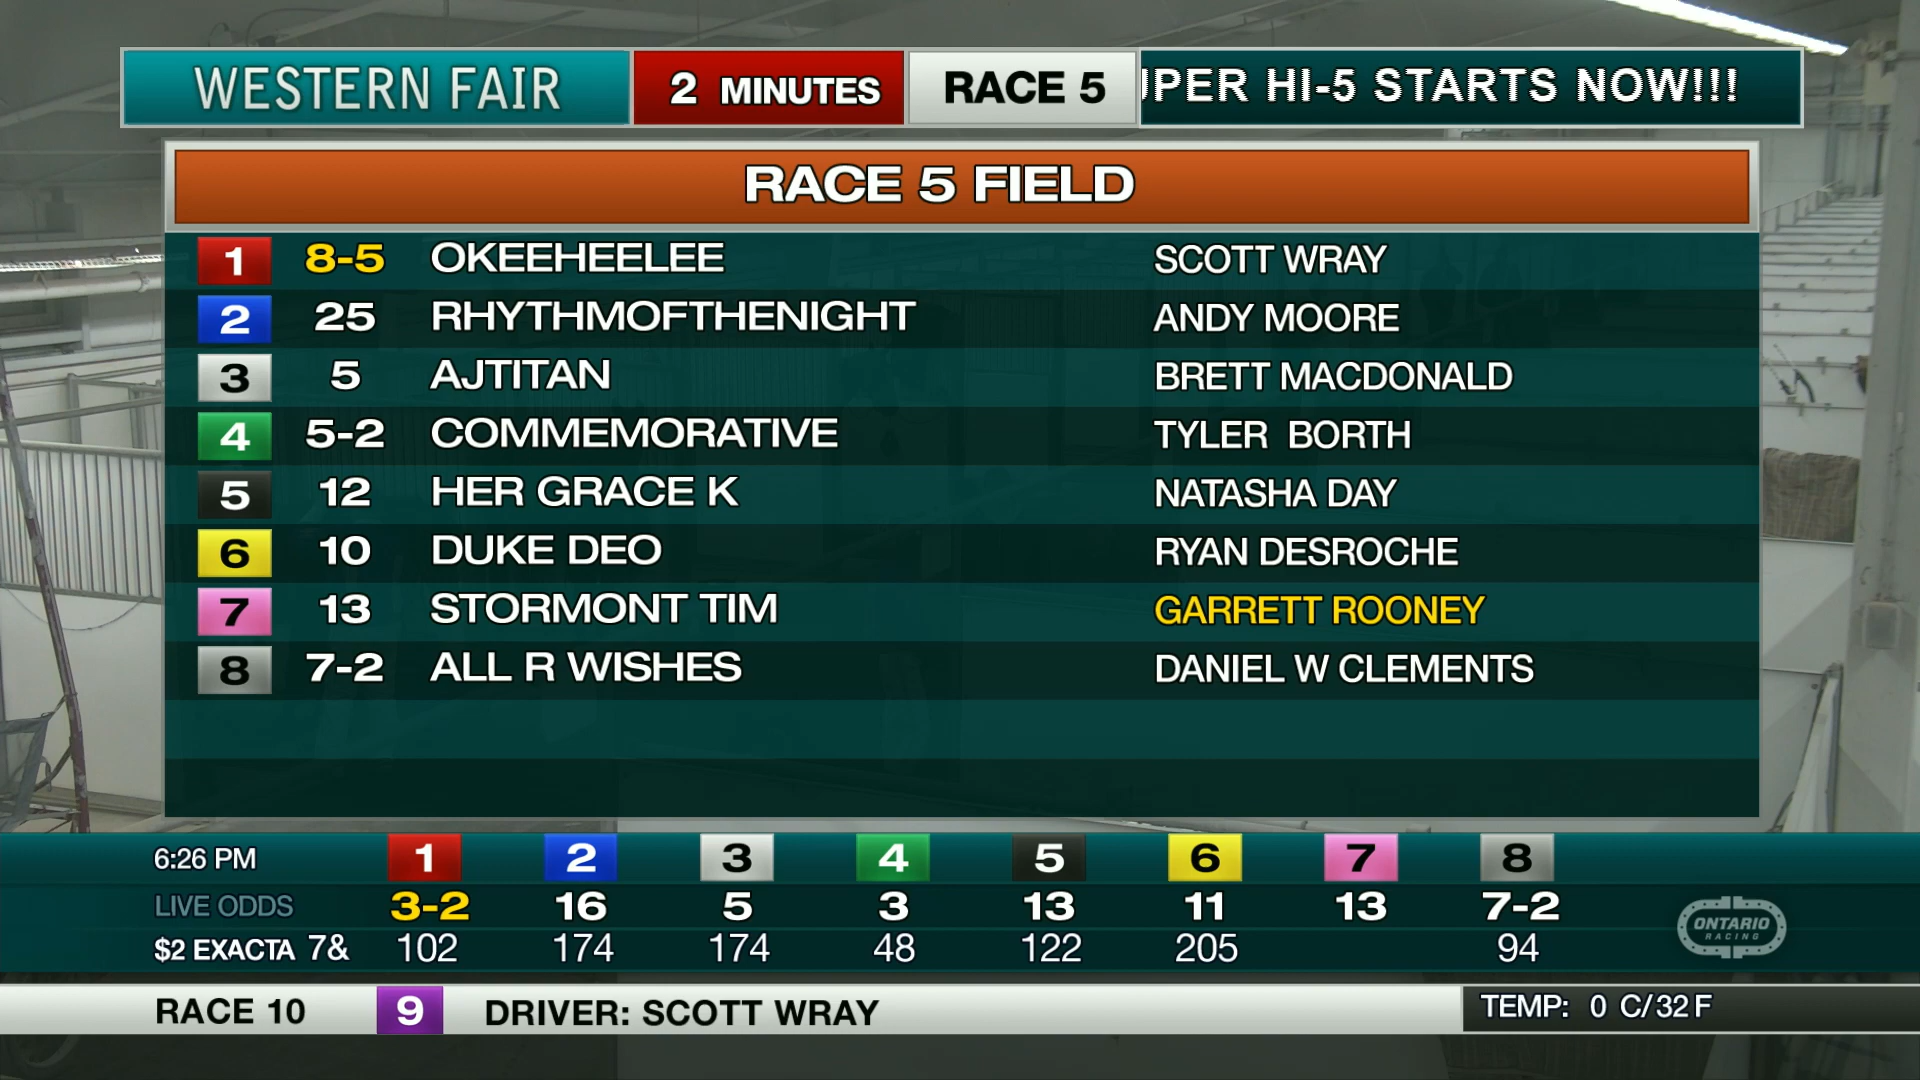 WESTERN FAIR 2 MINUTES RACE 5 PER HI-5 STARTS NOW!!!
RACE 5 FIELD
1 8-5 OKEEHEELEE SCOTT WRAY
2 25 RHYTHMOFTHENIGHT ANDY MOORE
3 5 AJTITAN BRETT MACDONALD
4 5-2 COMMEMORATIVE TYLER BORTH
5 12 HER GRACE K NATASHA DAY
6 10 DUKE DEO RYAN DESROCHE
7 13 STORMONT TIM GARRETT ROONEY
8 7-2 ALL R WISHES DANIEL W CLEMENTS
6:26 PM 1 2 3 4 5 6 7 8
LIVE ODDS 3-2 16 5 3 13 11 13 7-2
$2 EXACTA 7& 102 174 174 48 122 205 94
ONTARIO
RACING
RACE 10 9 DRIVER: SCOTT WRAY TEMP: 0 C/32 F